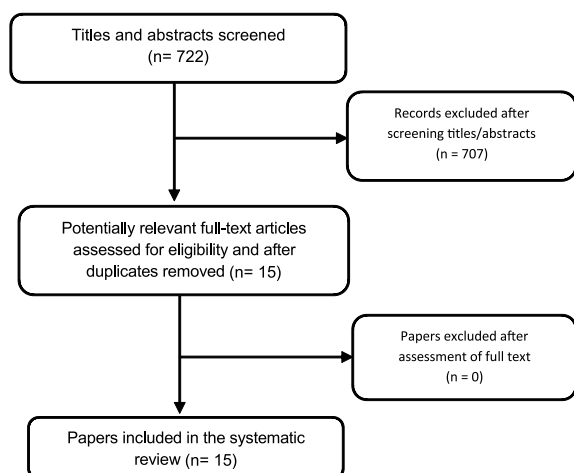 Titles and abstracts screened
(n= 722)
Records excluded after
screening titles/abstracts
(n = 707)
Potentially relevant full-text articles
assessed for eligibility and after
duplicates removed (n= 15)
Papers excluded after
assessment of full text
(n = 0)
Papers included in the systematic
review (n= 15)